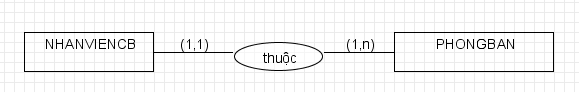 NHANVIENCB (1,1) thuộc (1,n) PHONGBAN